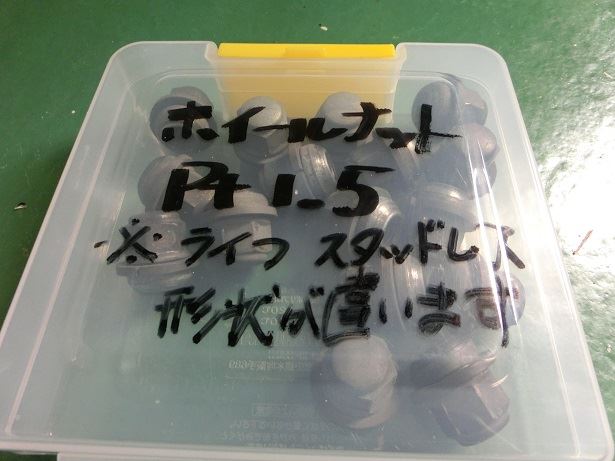 ホイールナット
P41-5
※ライフ スタッドレス
形状が違います